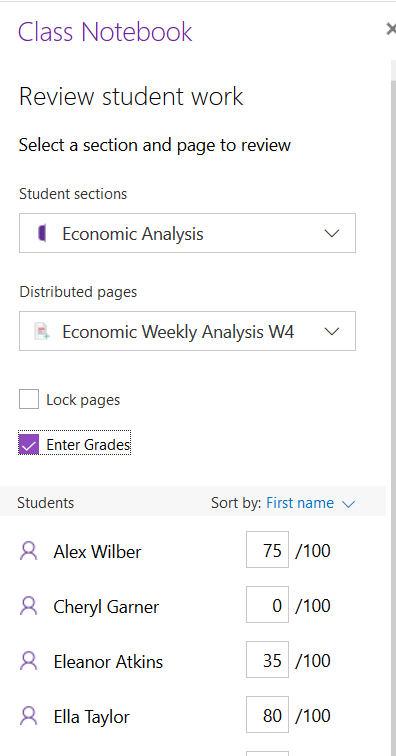 Class Notebook
Review student work
Select a section and page to review
Student sections
Economic Analysis
Distributed pages
Economic Weekly Analysis W4
Lock pages
Enter Grades
Students Sort by: First name
Alex Wilber 75 /100
Cheryl Garner 0 /100
Eleanor Atkins 35 /100
Ella Taylor 80 /100